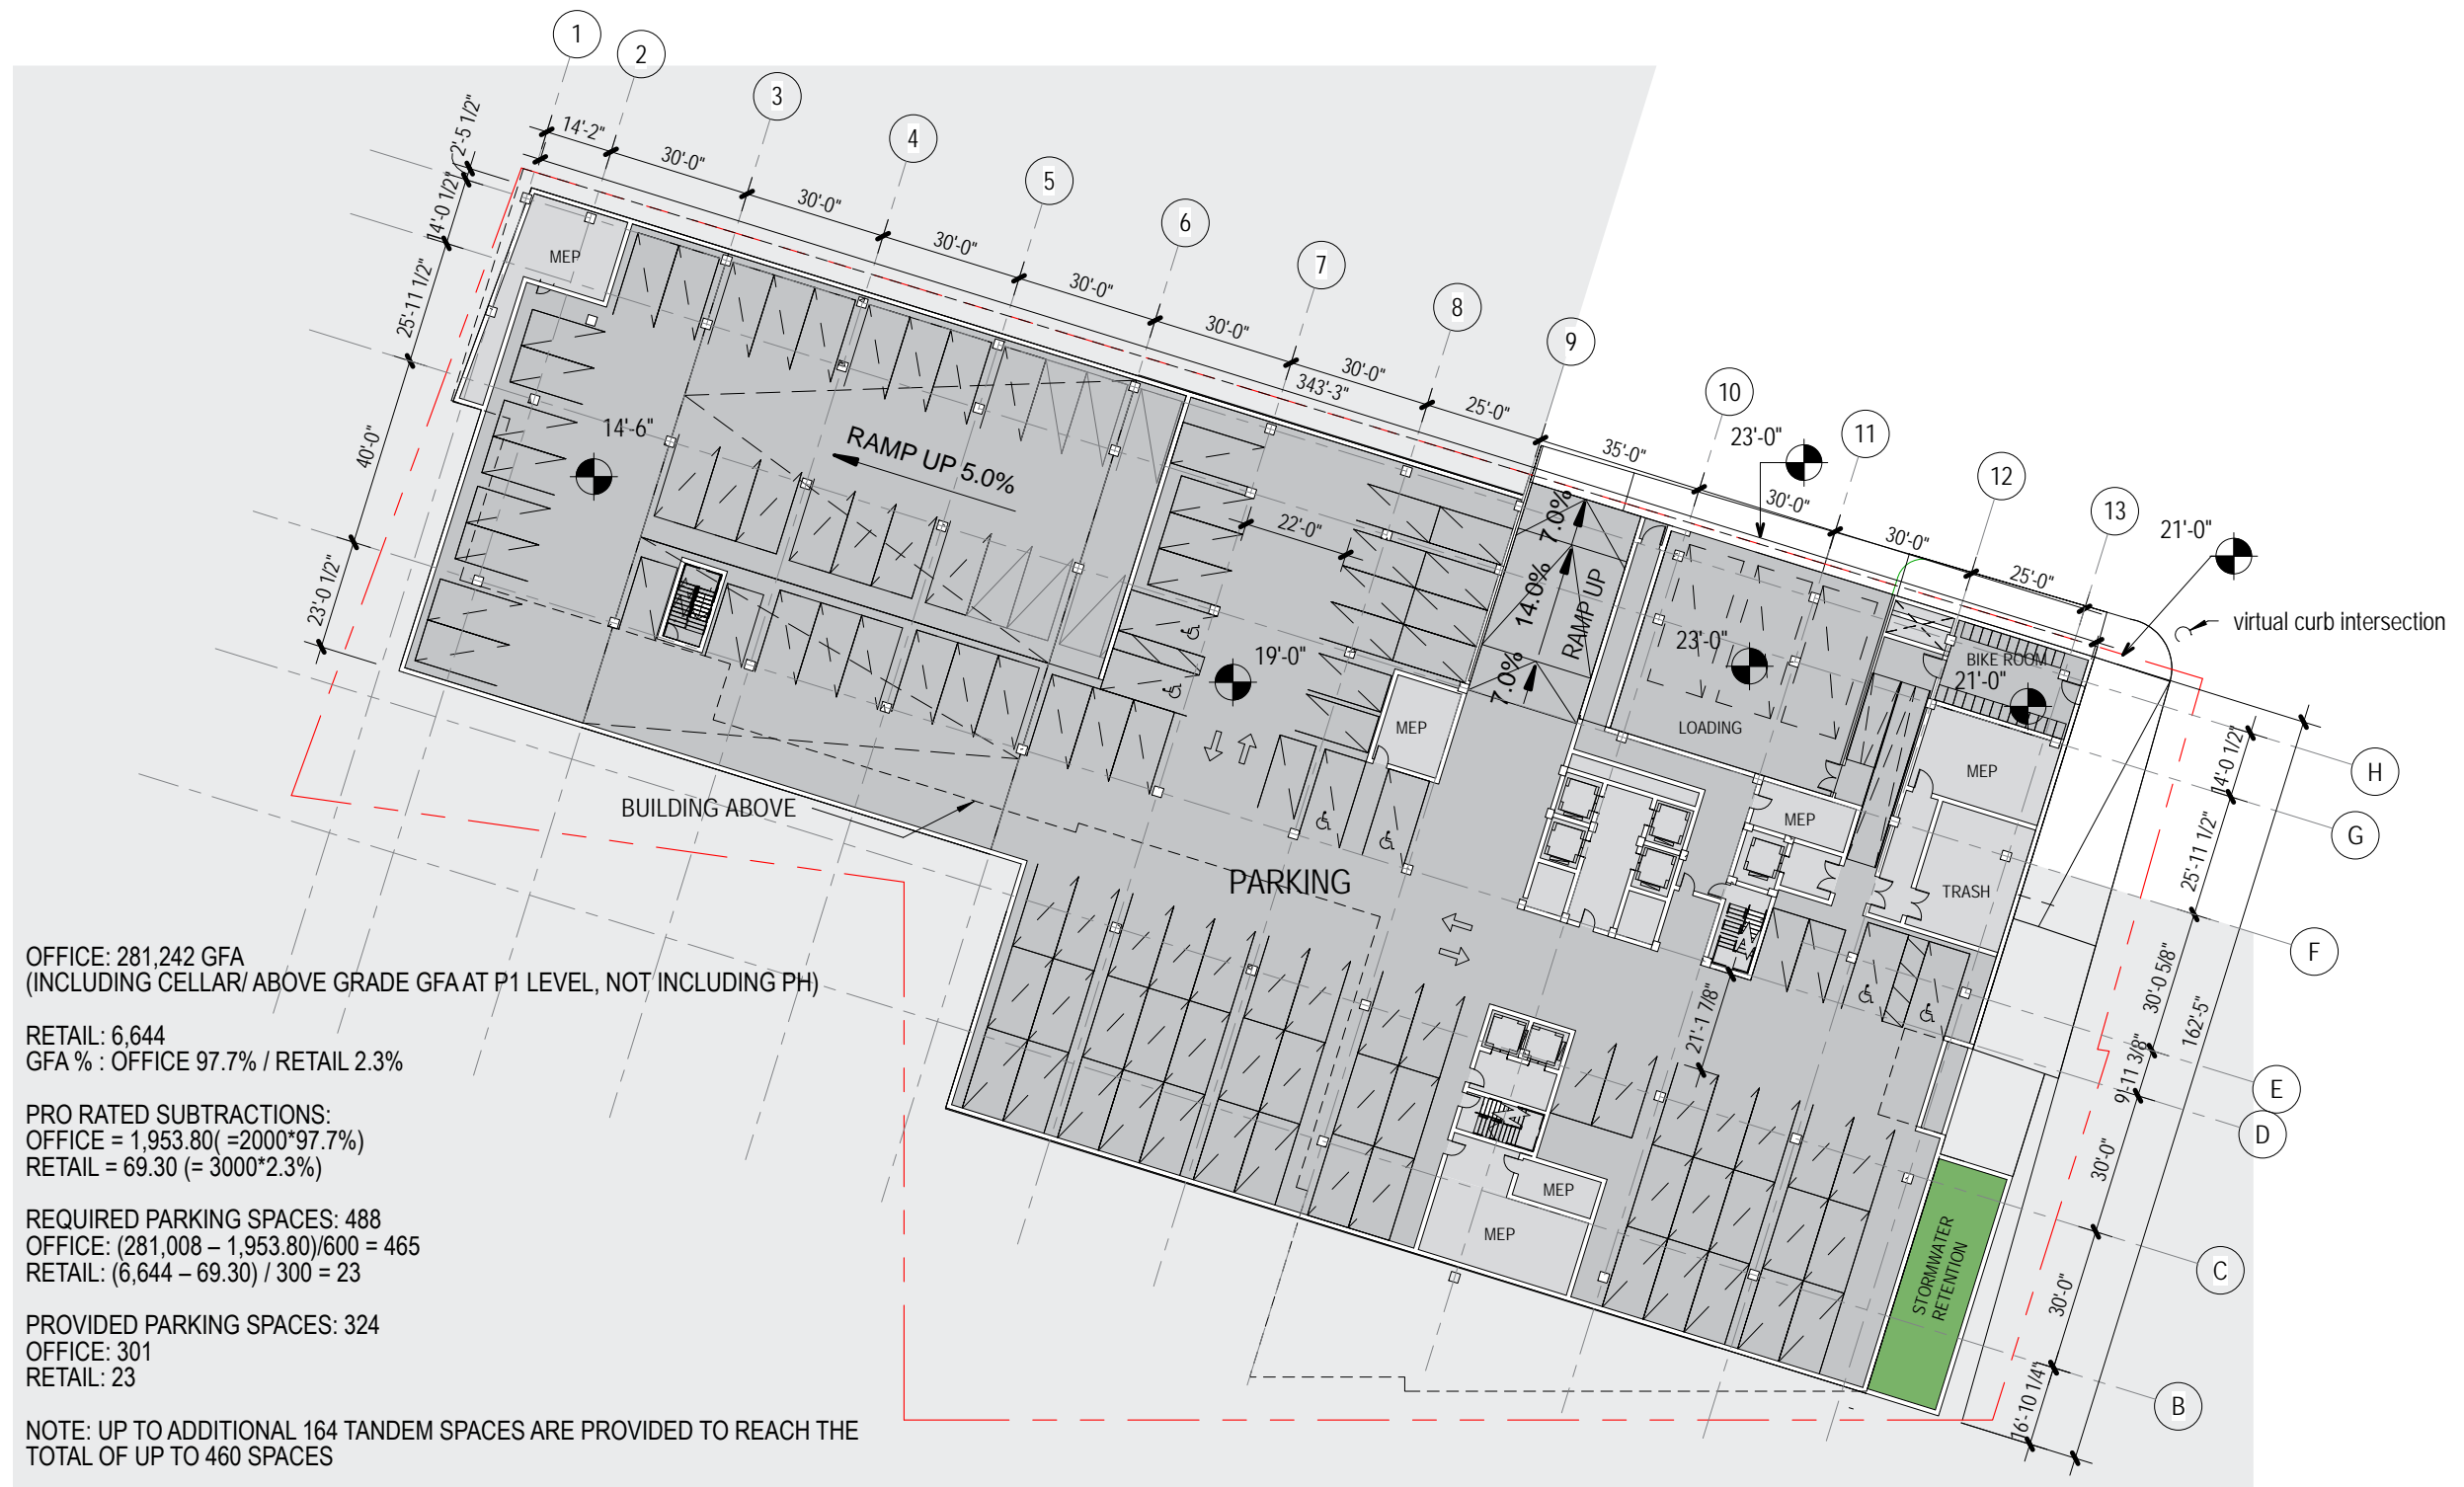 1
2
3
4
5
6
7
8
9
10
11
12
13
14'-2"
30'-0"
30'-0"
30'-0"
30'-0"
30'-0"
30'-0"
25'-0"
343'-3"
35'-0"
30'-0"
30'-0"
25'-0"
2'-5 1/2"
14'-0 1/2"
25'-11 1/2"
40'-0"
23'-0 1/2"
MEP
14'-6"
RAMP UP 5.0%
22'-0"
19'-0"
MEP
7.0%
14.0%
7.0%
RAMP UP
23'-0"
21'-0"
virtual curb intersection
23'-0"
LOADING
BIKE ROOM
21'-0"
MEP
MEP
TRASH
BUILDING ABOVE
PARKING
21'-1 7/8"
MEP
MEP
STORMWATER
RETENTION
H
G
F
E
D
C
B
14'-0 1/2"
25'-11 1/2"
30'-0 5/8"
9'-11 3/8"
30'-0"
30'-0"
16'-10 1/4"
162'-5"
OFFICE: 281,242 GFA
(INCLUDING CELLAR/ ABOVE GRADE GFA AT P1 LEVEL, NOT INCLUDING PH)
RETAIL: 6,644
GFA % : OFFICE 97.7% / RETAIL 2.3%
PRO RATED SUBTRACTIONS:
OFFICE = 1,953.80( =2000*97.7%)
RETAIL = 69.30 (= 3000*2.3%)
REQUIRED PARKING SPACES: 488
OFFICE: (281,008 – 1,953.80)/600 = 465
RETAIL: (6,644 – 69.30) / 300 = 23
PROVIDED PARKING SPACES: 324
OFFICE: 301
RETAIL: 23
NOTE: UP TO ADDITIONAL 164 TANDEM SPACES ARE PROVIDED TO REACH THE
TOTAL OF UP TO 460 SPACES